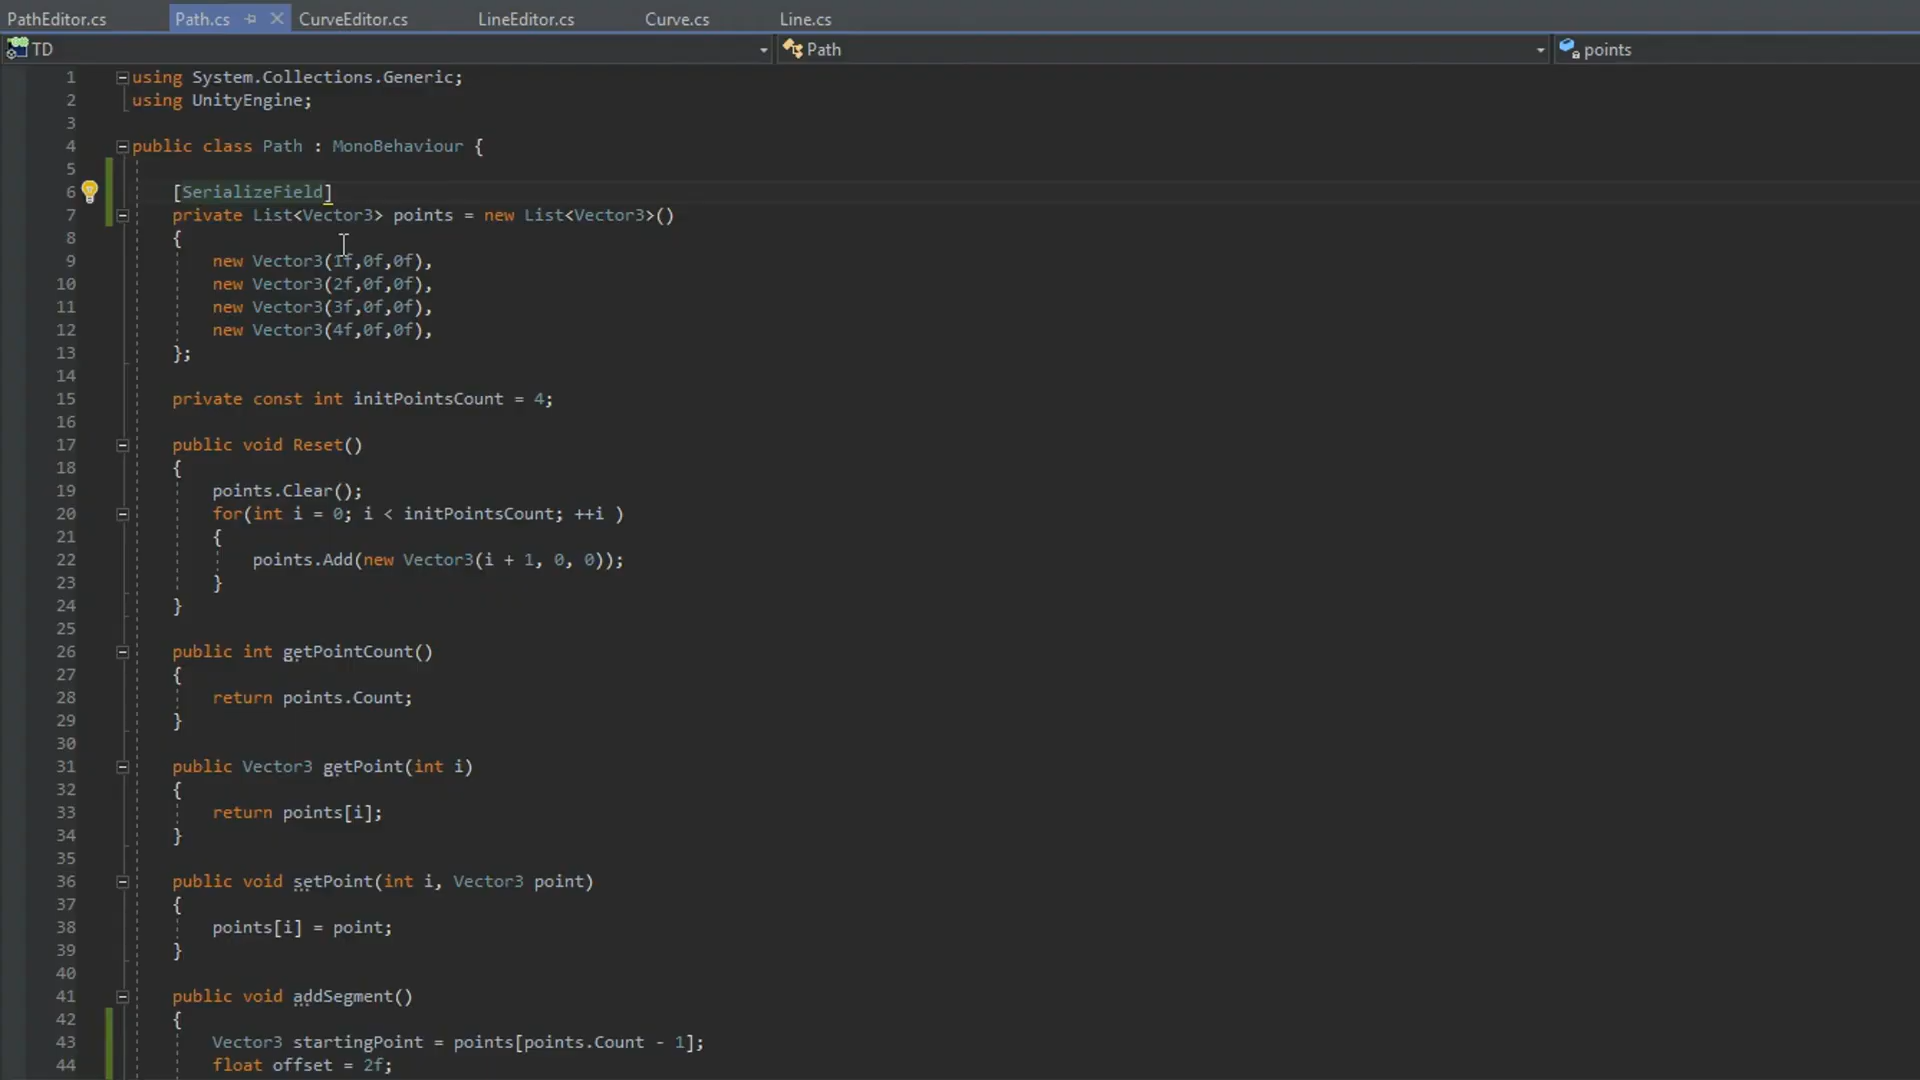 PathEditor.cs Path.cs CurveEditor.cs LineEditor.cs Curve.cs Line.cs
TD Path points
1 using System.Collections.Generic;
2 using UnityEngine;
3
4 public class Path : MonoBehaviour {
5
6 [SerializeField]
7 private List<Vector3> points = new List<Vector3>()
8 {
9 new Vector3(1f,0f,0f),
10 new Vector3(2f,0f,0f),
11 new Vector3(3f,0f,0f),
12 new Vector3(4f,0f,0f),
13 };
14
15 private const int initPointsCount = 4;
16
17 public void Reset()
18 {
19 points.Clear();
20 for(int i = 0; i < initPointsCount; ++i )
21 {
22 points.Add(new Vector3(i + 1, 0, 0));
23 }
24 }
25
26 public int getPointCount()
27 {
28 return points.Count;
29 }
30
31 public Vector3 getPoint(int i)
32 {
33 return points[i];
34 }
35
36 public void setPoint(int i, Vector3 point)
37 {
38 points[i] = point;
39 }
40
41 public void addSegment()
42 {
43 Vector3 startingPoint = points[points.Count - 1];
44 float offset = 2f;